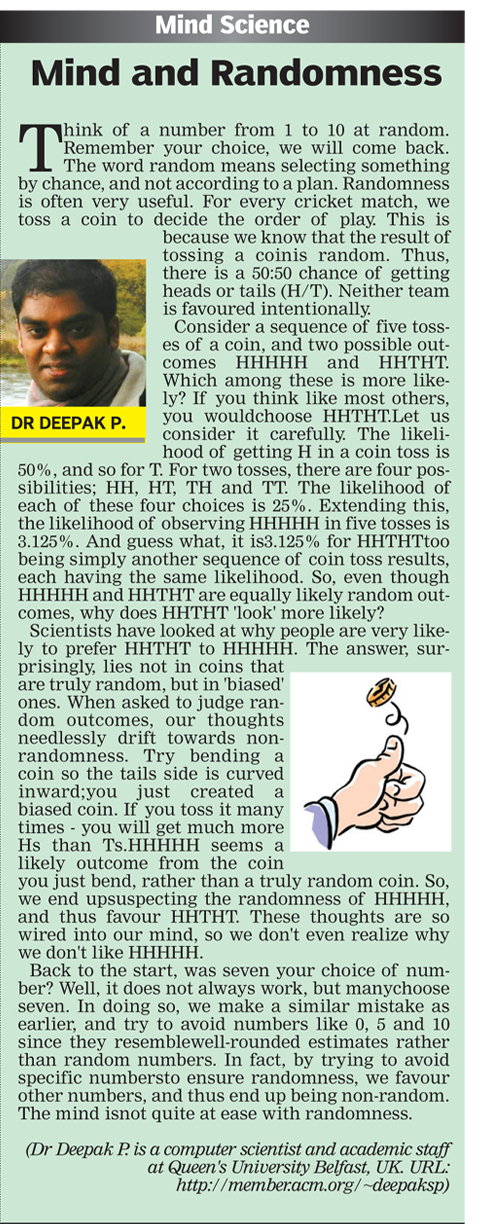 Mind Science
Mind and Randomness
Think of a number from 1 to 10 at random.
Remember your choice, we will come back.
The word random means selecting something
by chance, and not according to a plan. Randomness
is often very useful. For every cricket match, we
toss a coin to decide the order of play. This is
because we know that the result of
tossing a coinis random. Thus,
there is a 50:50 chance of getting
heads or tails (H/T). Neither team
is favoured intentionally.
DR DEEPAK P.
Consider a sequence of five toss-
es of a coin, and two possible out-
comes HHHHH and HHTHT.
Which among these is more like-
ly? If you think like most others,
you wouldchoose HHTHT.Let us
consider it carefully. The likeli-
hood of getting H in a coin toss is
50%, and so for T. For two tosses, there are four pos-
sibilities; HH, HT, TH and TT. The likelihood of
each of these four choices is 25%. Extending this,
the likelihood of observing HHHHH in five tosses is
3.125%. And guess what, it is3.125% for HHTHTtoo
being simply another sequence of coin toss results,
each having the same likelihood. So, even though
HHHHH and HHTHT are equally likely random out-
comes, why does HHTHT 'look' more likely?
Scientists have looked at why people are very like-
ly to prefer HHTHT to HHHHH. The answer, sur-
prisingly, lies not in coins that
are truly random, but in 'biased'
ones. When asked to judge ran-
dom outcomes, our thoughts
needlessly drift towards non-
randomness. Try bending a
coin so the tails side is curved
inward;you just created a
biased coin. If you toss it many
times - you will get much more
Hs than Ts.HHHHH seems a
likely outcome from the coin
you just bend, rather than a truly random coin. So,
we end upsuspecting the randomness of HHHHH,
and thus favour HHTHT. These thoughts are so
wired into our mind, so we don't even realize why
we don't like HHHHH.
Back to the start, was seven your choice of num-
ber? Well, it does not always work, but manychoose
seven. In doing so, we make a similar mistake as
earlier, and try to avoid numbers like 0, 5 and 10
since they resemblewell-rounded estimates rather
than random numbers. In fact, by trying to avoid
specific numbersto ensure randomness, we favour
other numbers, and thus end up being non-random.
The mind isnot quite at ease with randomness.
(Dr Deepak P. is a computer scientist and academic staff
at Queen's University Belfast, UK. URL:
http://member.acm.org/~deepaksp)